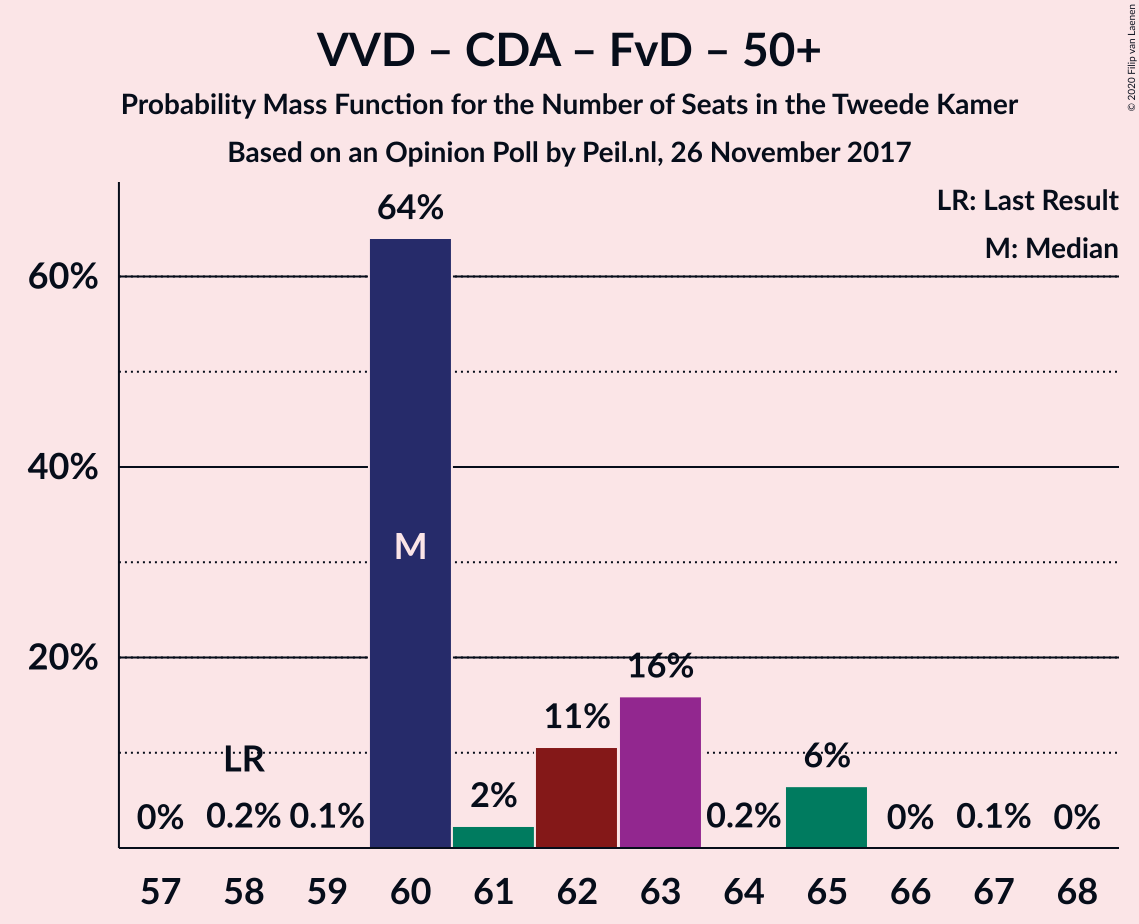 VVD – CDA – FvD – 50+
Probability Mass Function for the Number of Seats in the Tweede Kamer
Based on an Opinion Poll by Peil.nl, 26 November 2017
© 2020 Filip van Laenen
LR: Last Result
M: Median
60%
40%
20%
64%
M
16%
11%
6%
LR
2%
0% 0.2% 0.1% 0.2% 0% 0.1% 0%
57 58 59 60 61 62 63 64 65 66 67 68